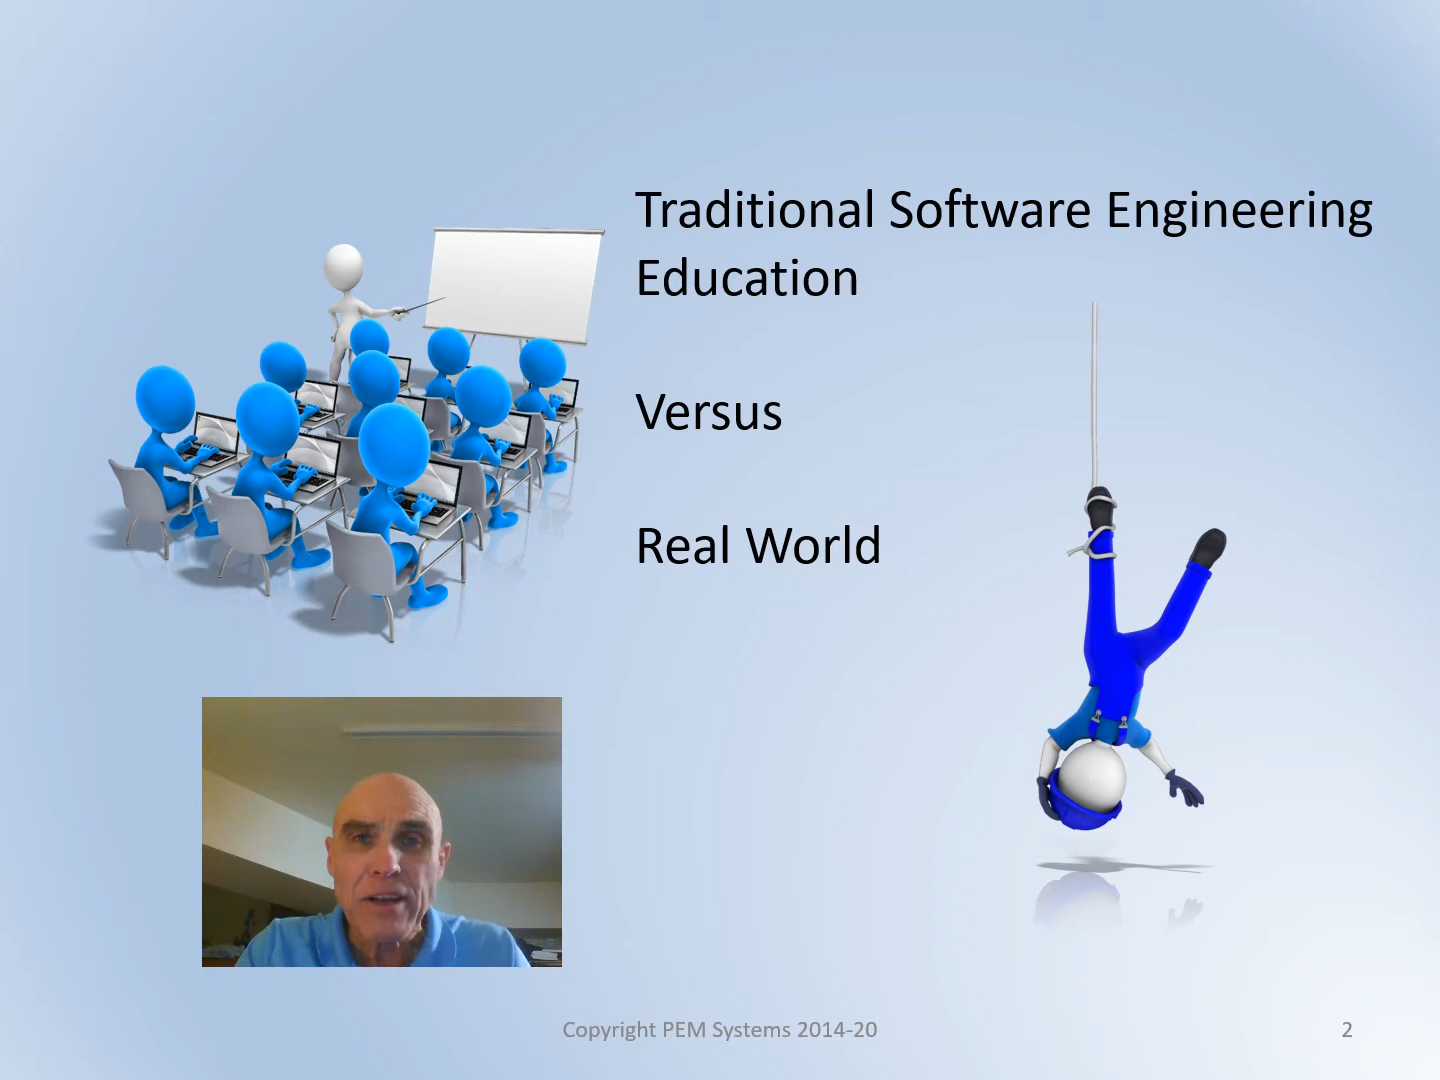 Traditional Software Engineering
Education
Versus
Real World
Copyright PEM Systems 2014-20
2